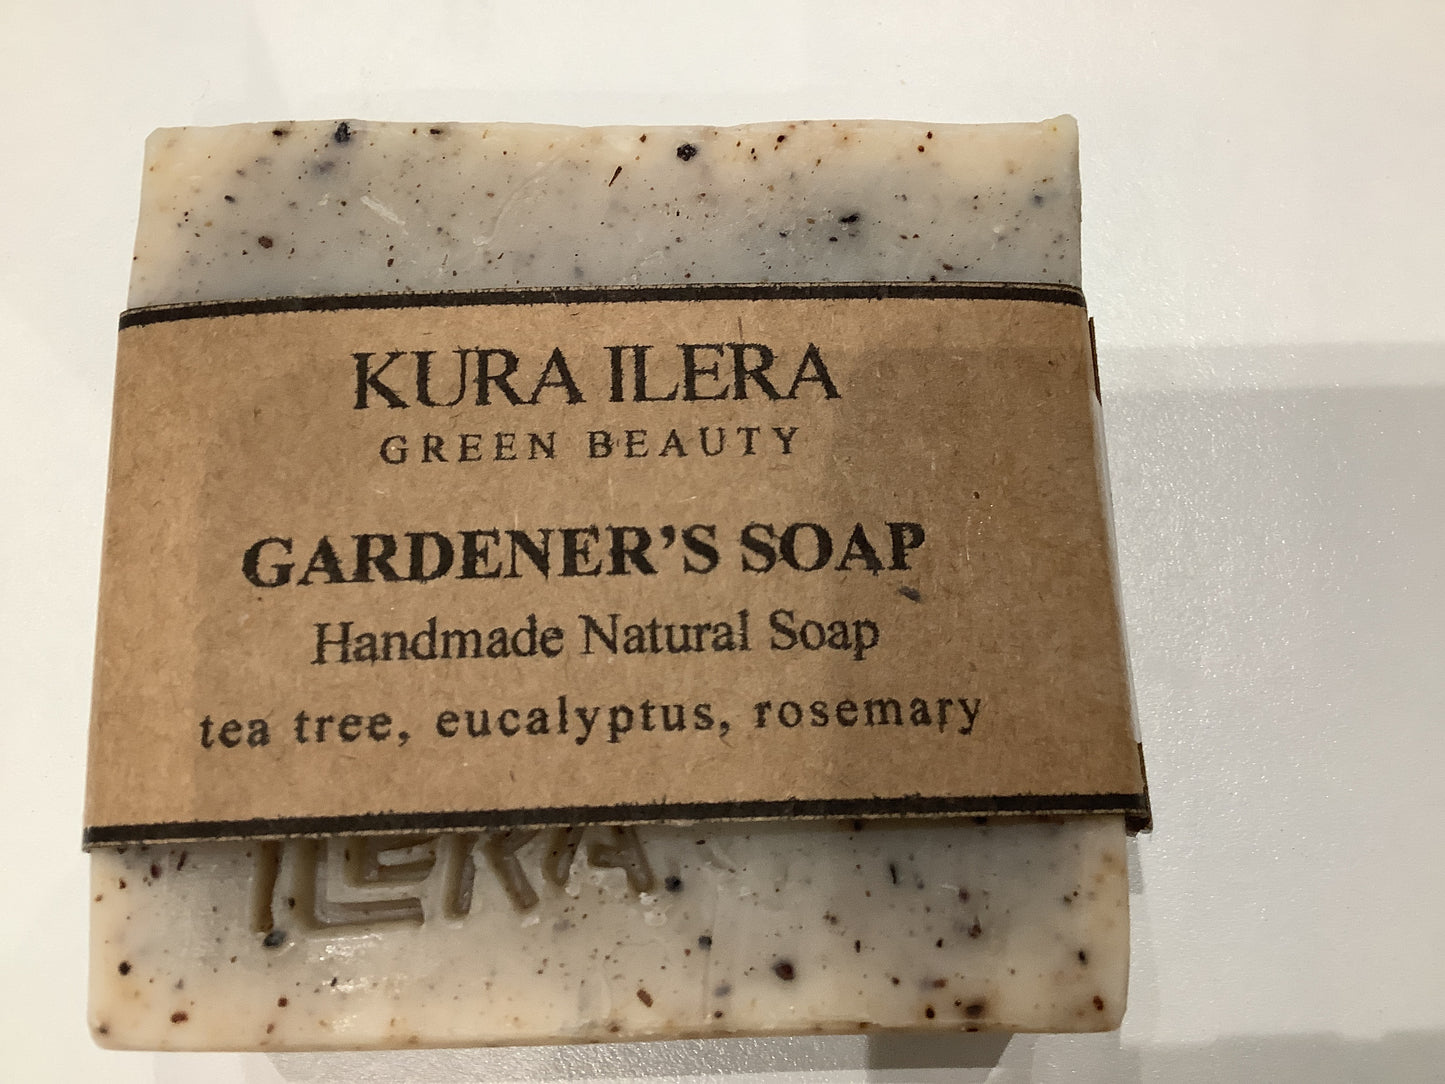 KURA ILERA
GREEN BEAUTY
GARDENER'S SOAP
Handmade Natural Soap
tea tree, eucalyptus, rosemary
ILERA